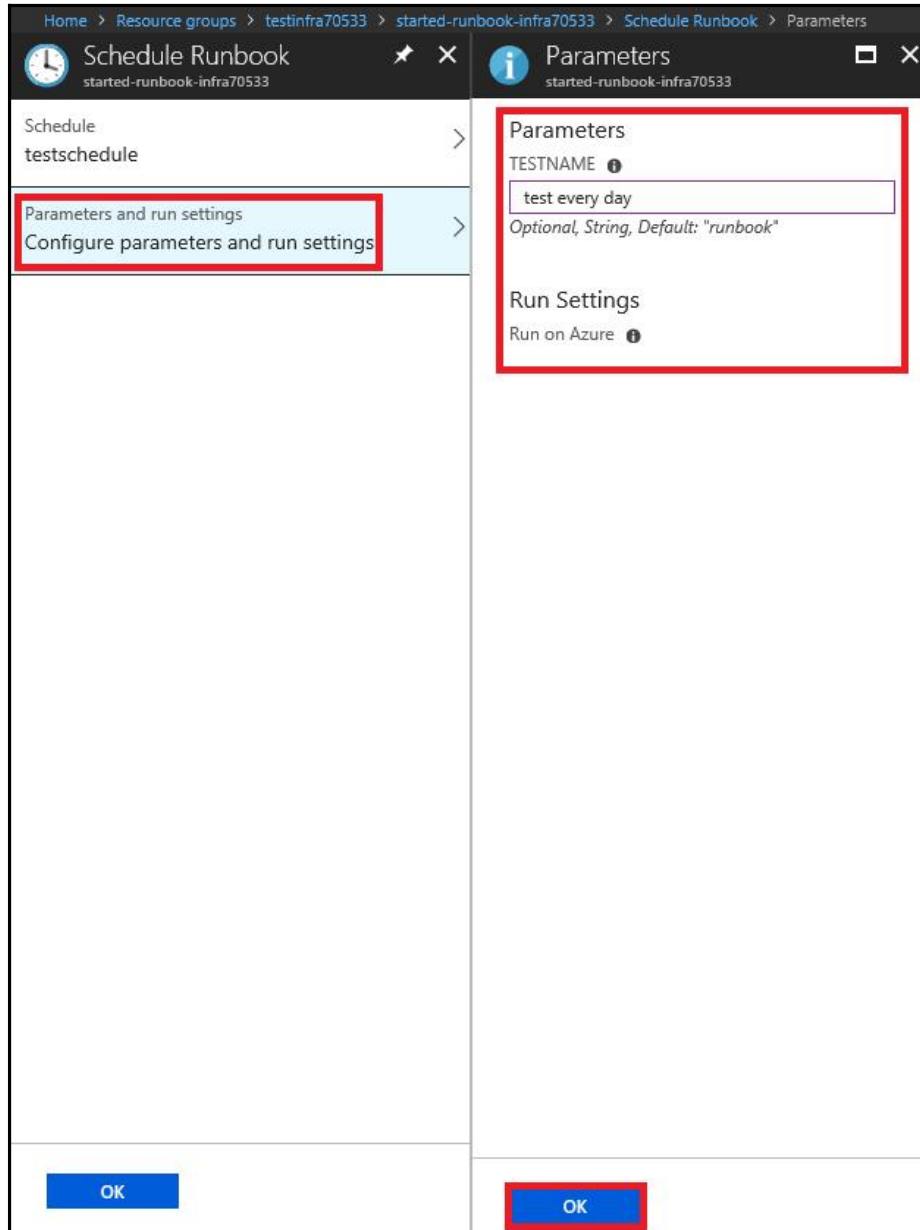 Home > Resource groups > testinfra70533 > started-runbook-infra70533 > Schedule Runbook > Parameters
Schedule Runbook
started-runbook-infra70533
Schedule
testschedule
Parameters and run settings
Configure parameters and run settings
OK
Parameters
started-runbook-infra70533
Parameters
TESTNAME
test every day
Optional, String, Default: "runbook"
Run Settings
Run on Azure
OK